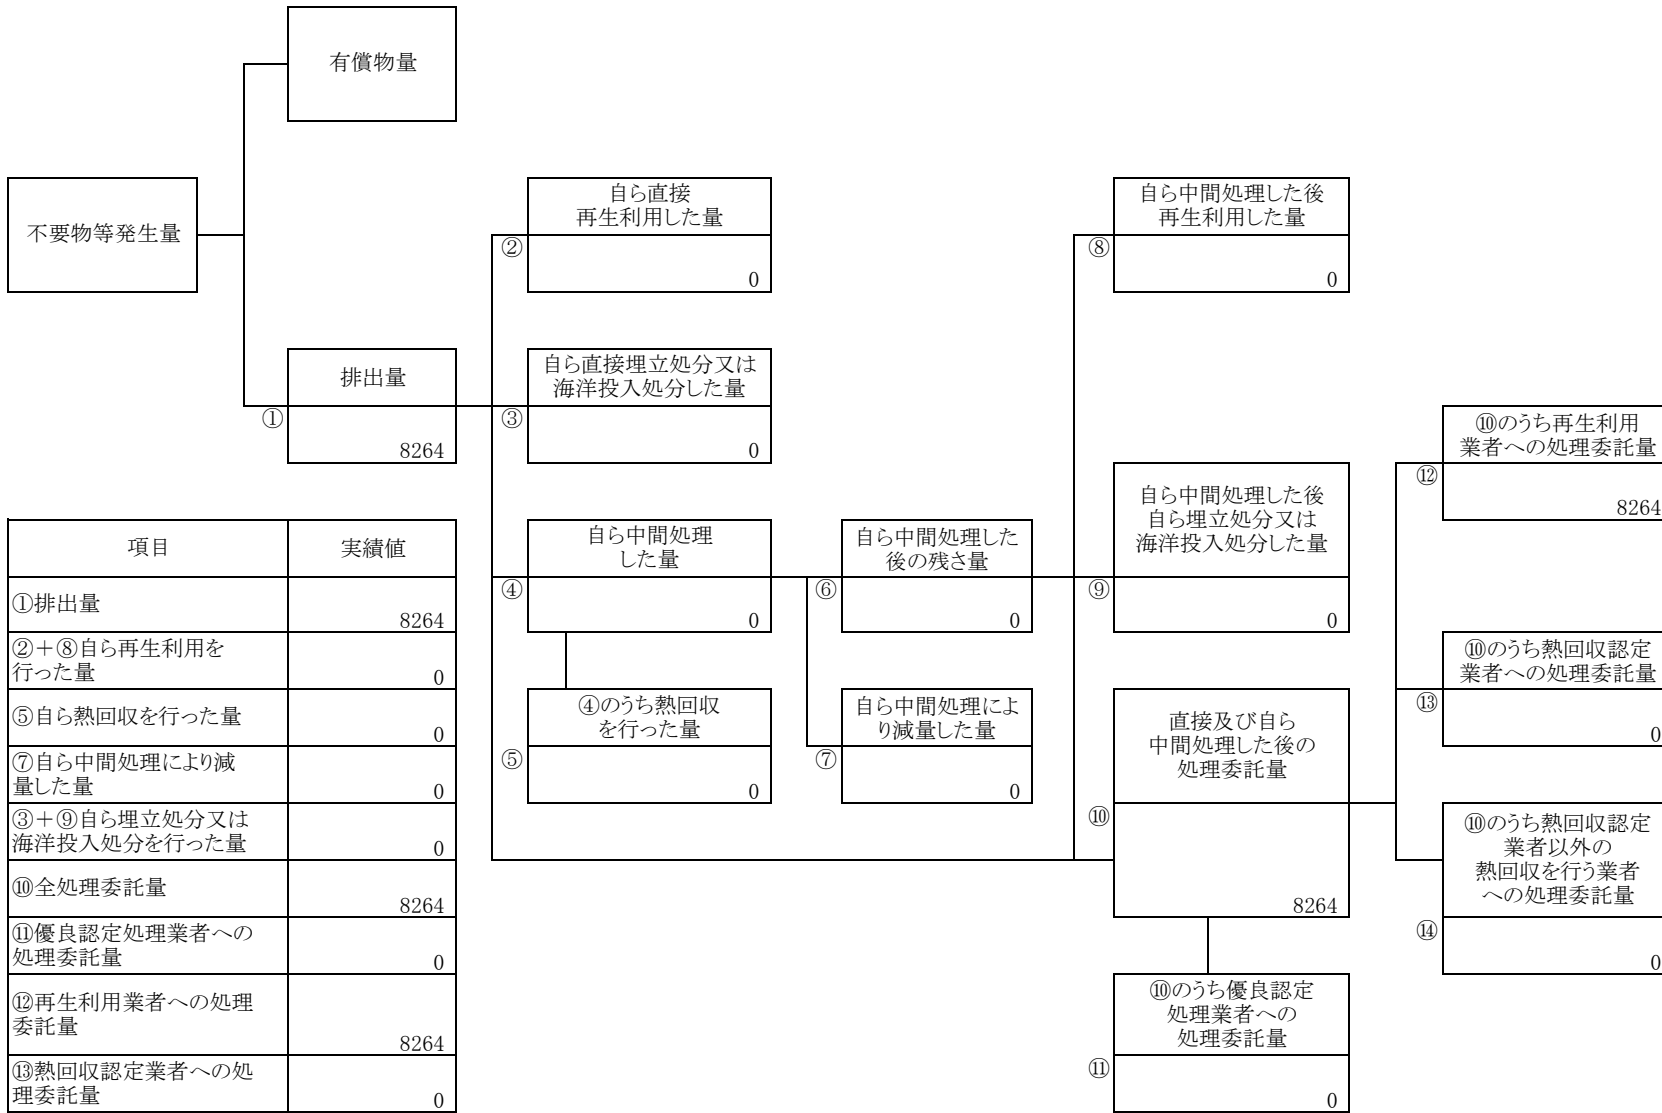 有償物量
不要物等発生量
自ら直接
再生利用した量
②
0
自ら中間処理した後
再生利用した量
⑧
0
排出量
①
8264
自ら直接埋立処分又は
海洋投入処分した量
③
0
⑩のうち再生利用
業者への処理委託量
⑫
8264
自ら中間処理した後
自ら埋立処分又は
海洋投入処分した量
⑨
0
自ら中間処理
した量
④
0
自ら中間処理した
後の残さ量
⑥
0
⑩のうち熱回収認定
業者への処理委託量
⑬
0
④のうち熱回収
を行った量
⑤
0
自ら中間処理によ
り減量した量
⑦
0
直接及び自ら
中間処理した後の
処理委託量
⑩
8264
⑩のうち熱回収認定
業者以外の
熱回収を行う業者
への処理委託量
⑭
0
⑩のうち優良認定
処理業者への
処理委託量
⑪
0
項目 実績値
①排出量 8264
②+⑧自ら再生利用を
行った量 0
⑤自ら熱回収を行った量 0
⑦自ら中間処理により減
量した量 0
③+⑨自ら埋立処分又は
海洋投入処分を行った量 0
⑩全処理委託量 8264
⑪優良認定処理業者への
処理委託量 0
⑫再生利用業者への処理
委託量 8264
⑬熱回収認定業者への処
理委託量 0